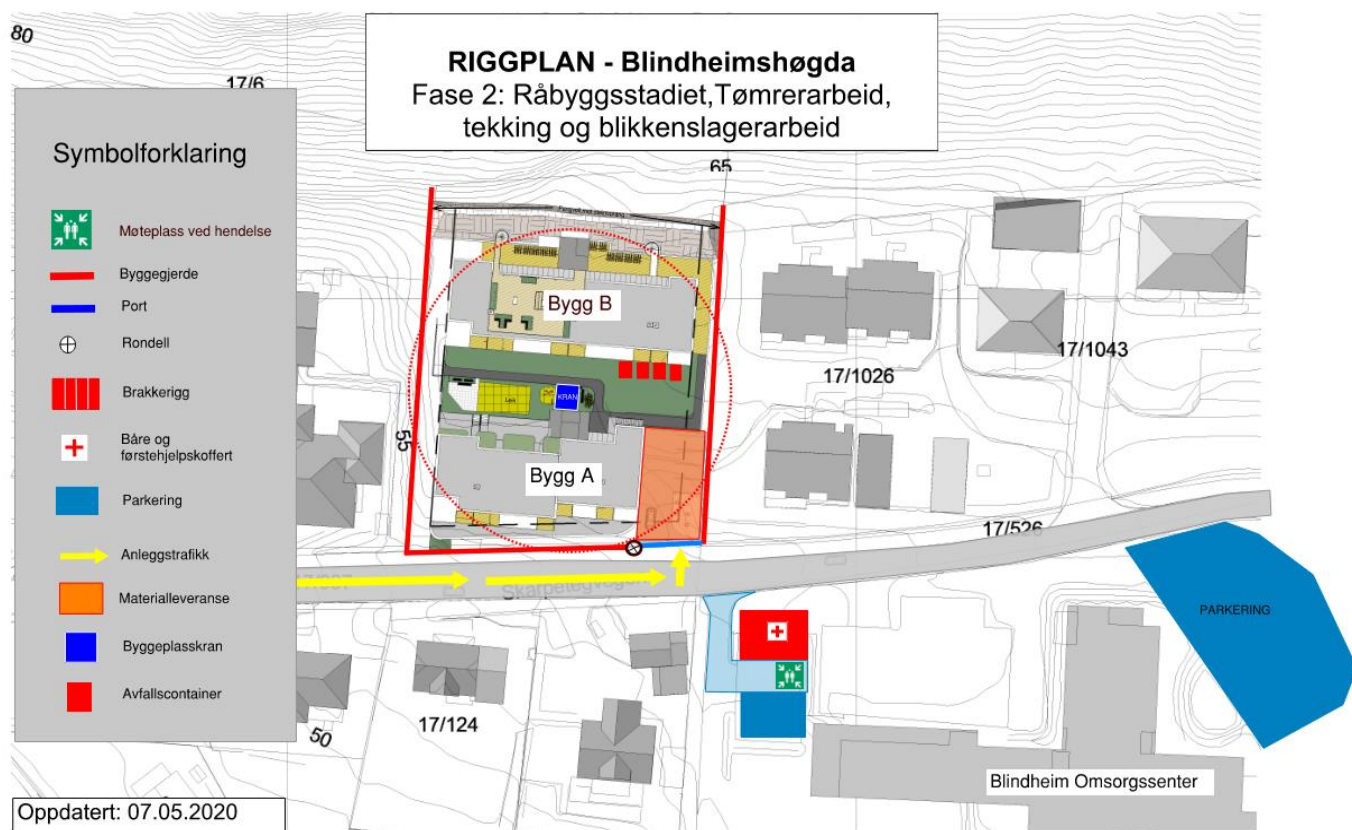 80
17/6
RIGGPLAN - Blindheimshøgda
Fase 2: Råbyggsstadiet,Tømrerarbeid,
tekking og blikkenslagerarbeid
65
Symbolforklaring
Møteplass ved hendelse
Byggegjerde
Port
Rondell
Brakkerigg
Båre og
førstehjelpskoffert
Parkering
Anleggstrafikk
Materialleveranse
Byggeplasskran
Avfallscontainer
Bygg B
KRAN
Lek
Bygg A
55
17/1026
17/1043
17/526
PARKERING
17/124
50
Blindheim Omsorgssenter
Oppdatert: 07.05.2020